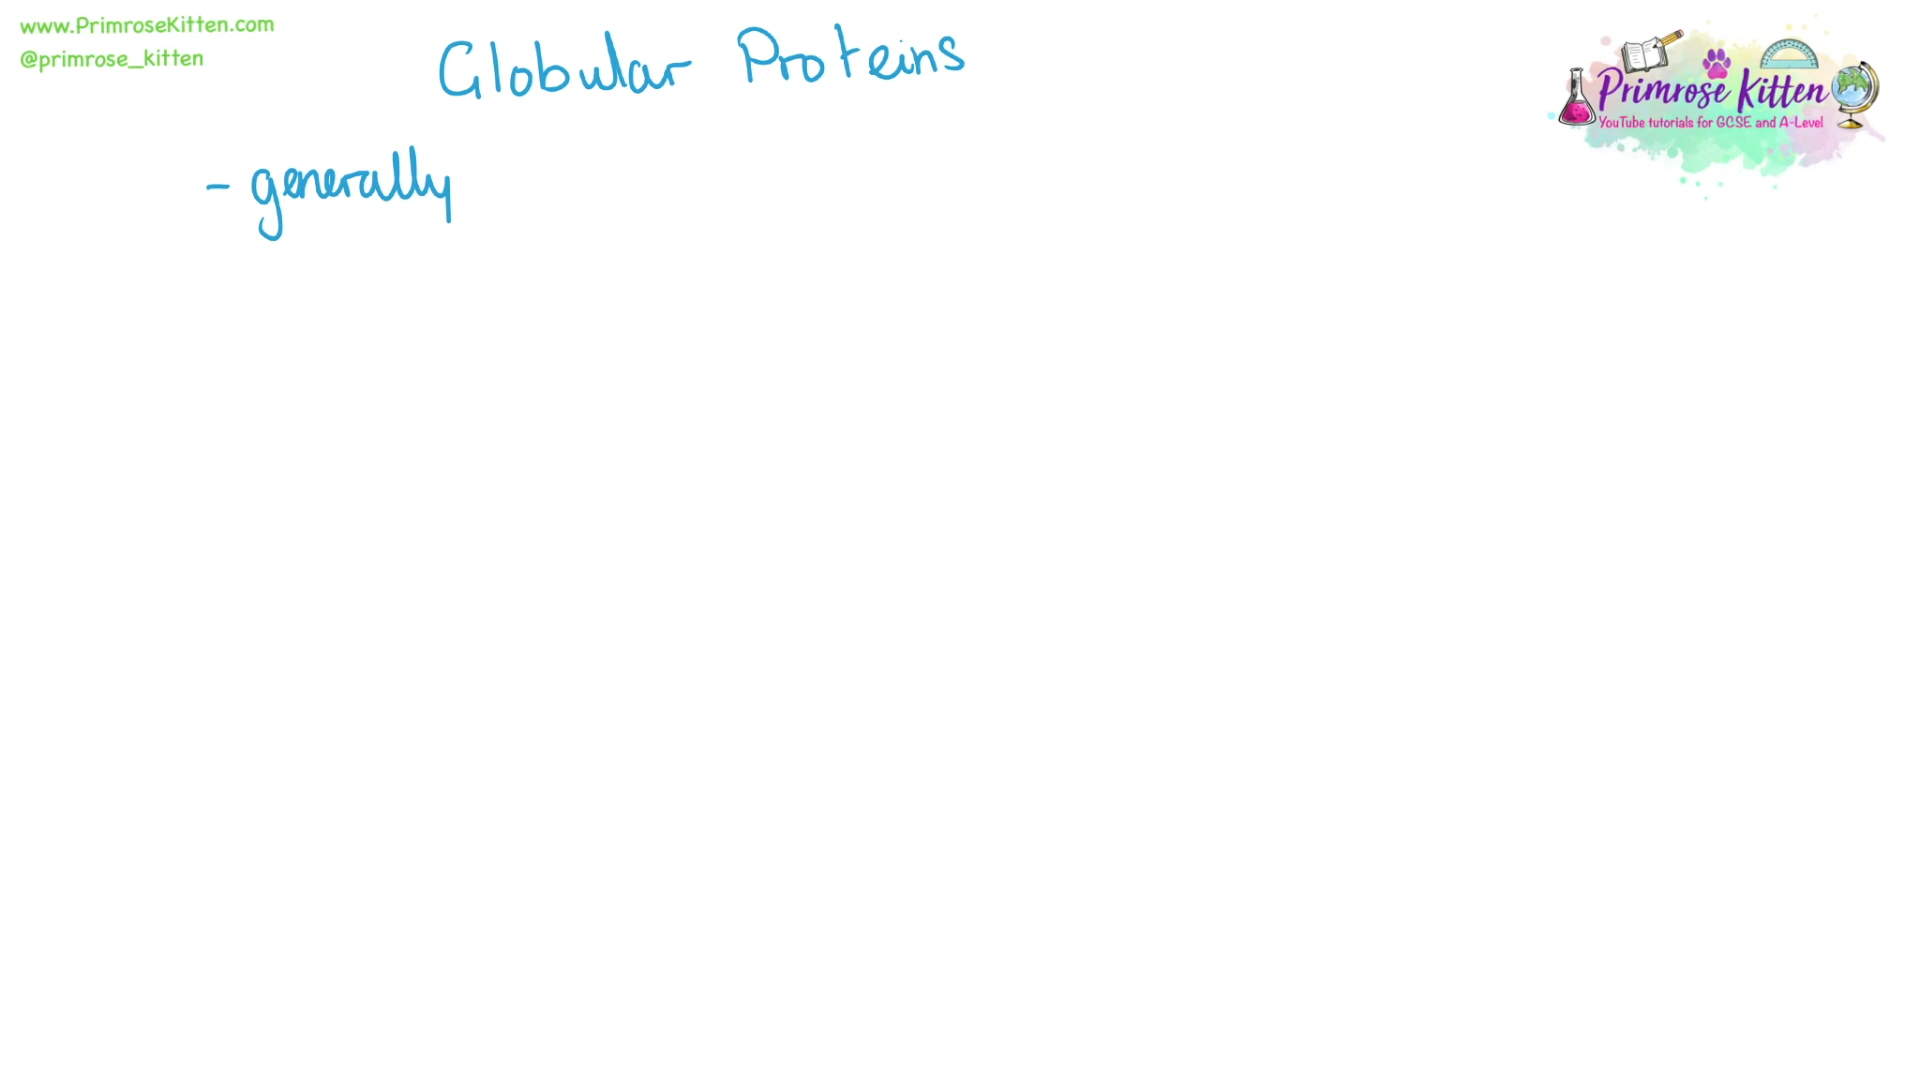 www.PrimroseKitten.com
@primrose_kitten
Globular Proteins
Primrose Kitten
YouTube tutorials for GCSE and A-Level
- generally